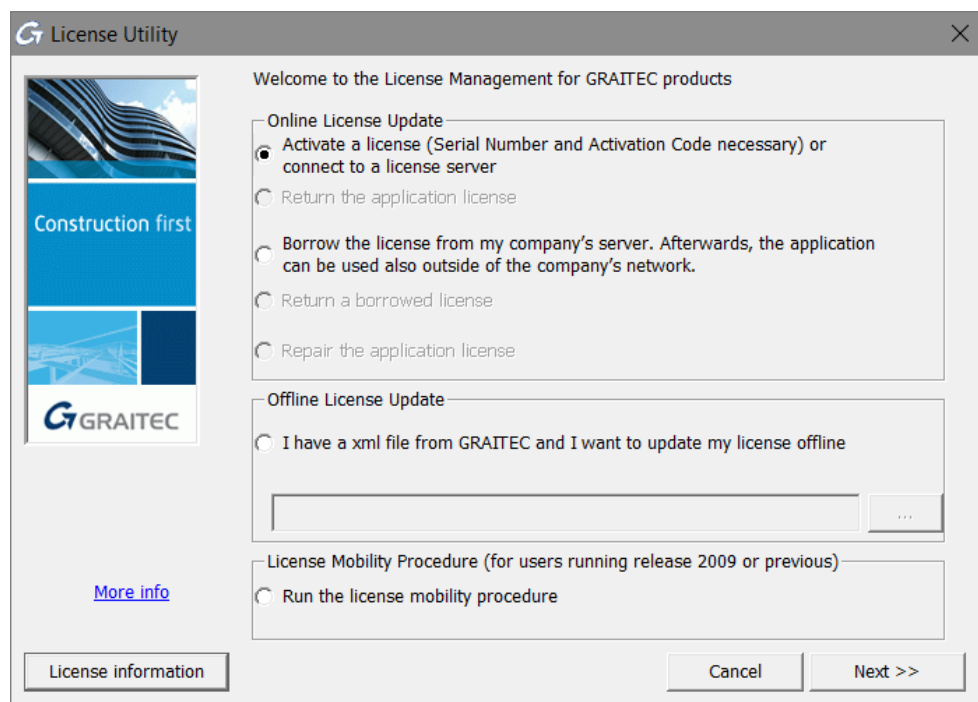 License Utility
Welcome to the License Management for GRAITEC products
Online License Update
Activate a license (Serial Number and Activation Code necessary) or
connect to a license server
Return the application license
Borrow the license from my company's server. Afterwards, the application
can be used also outside of the company's network.
Return a borrowed license
Repair the application license
Construction first
GRAITEC
Offline License Update
I have a xml file from GRAITEC and I want to update my license offline
...
License Mobility Procedure (for users running release 2009 or previous)
Run the license mobility procedure
More info
License information
Cancel
Next >>